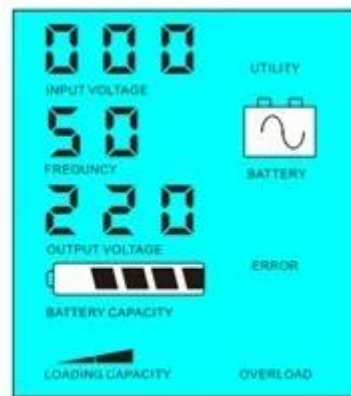 000
INPUT VOLTAGE
UTILITY
50
FREQUNCY
BATTERY
220
OUTPUT VOLTAGE
ERROR
BATTERY CAPACITY
LOADING CAPACITY
OVERLOAD